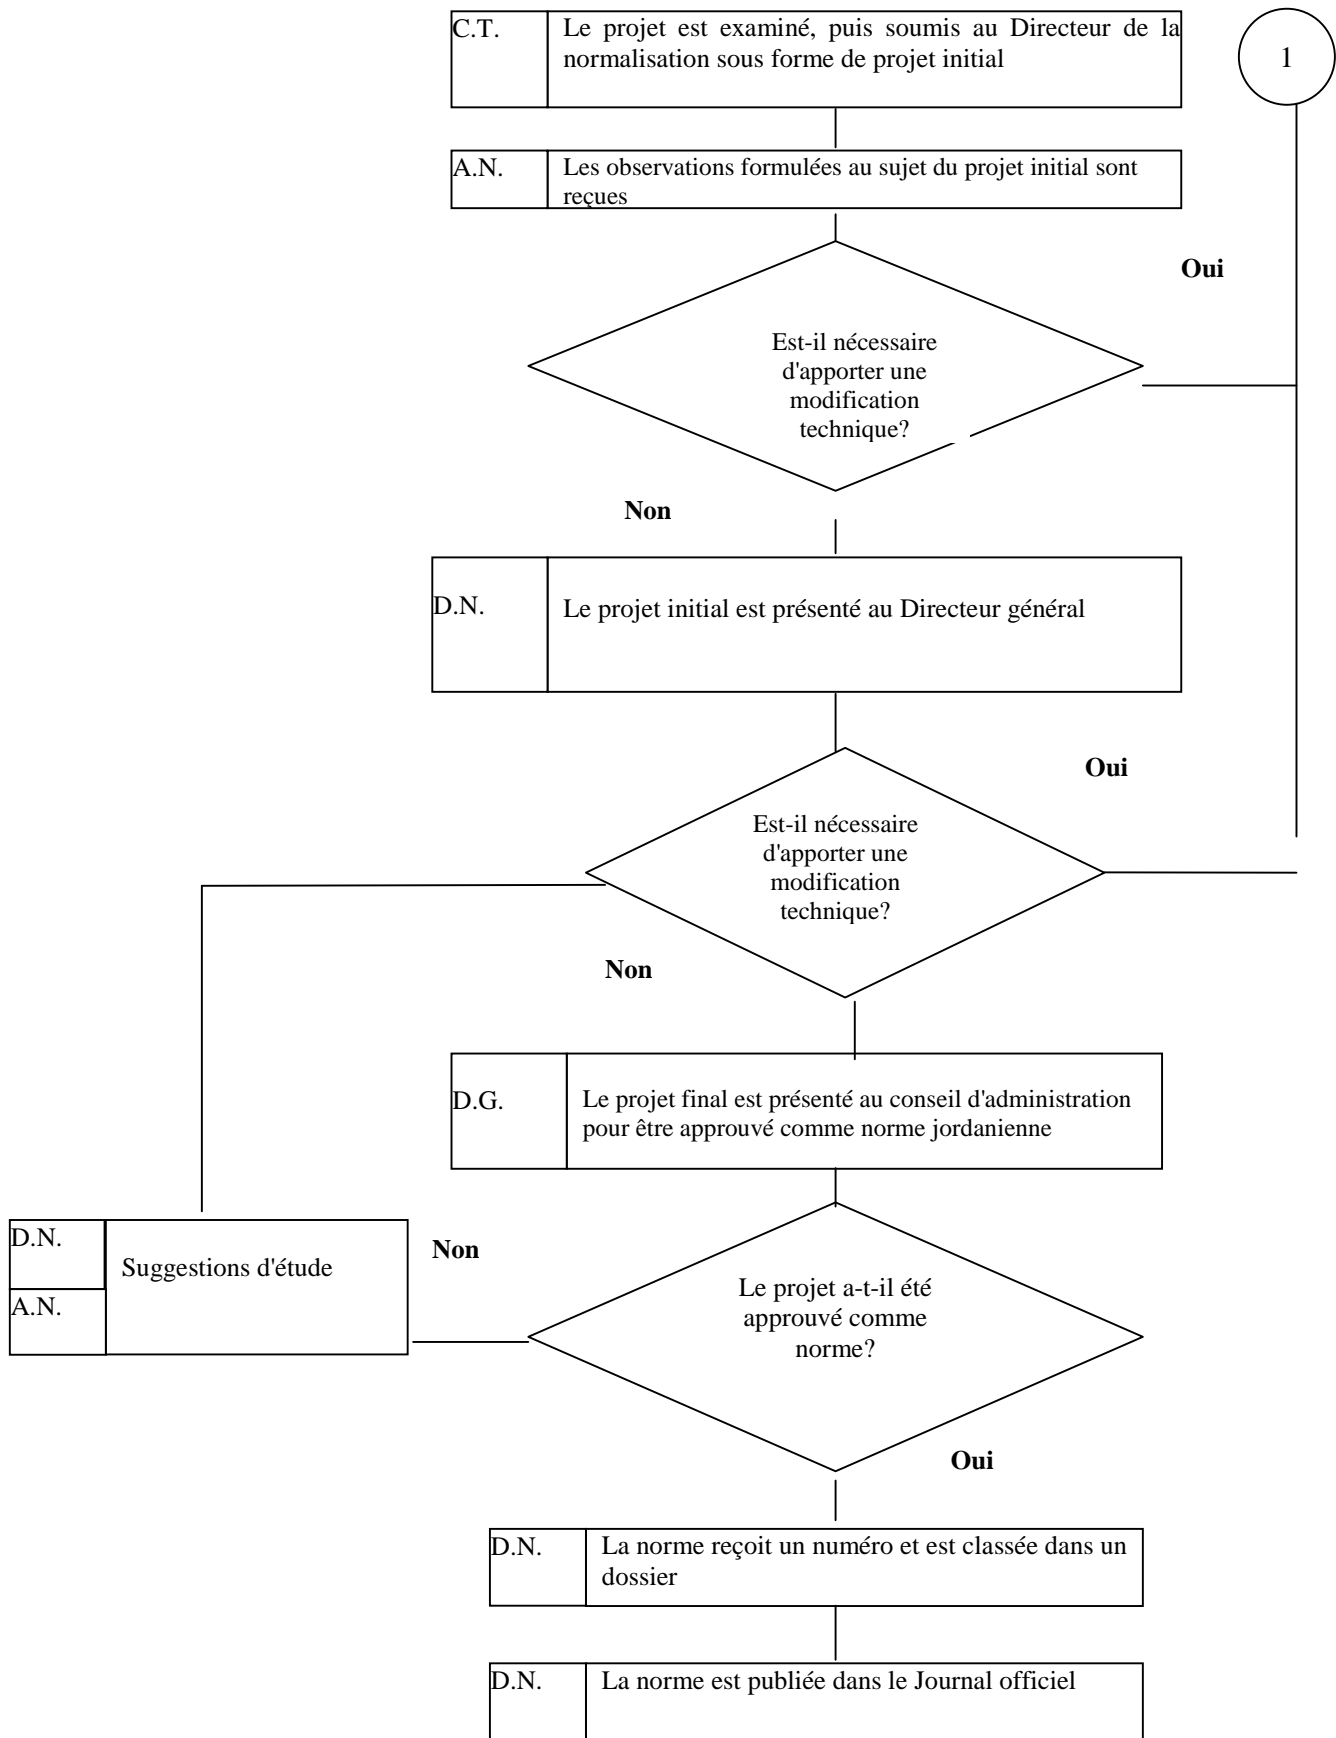 C.T.
Le projet est examiné, puis soumis au Directeur de la
normalisation sous forme de projet initial
1
A.N.
Les observations formulées au sujet du projet initial sont
reçues
Oui
Est-il nécessaire
d'apporter une
modification
technique?
Non
D.N.
Le projet initial est présenté au Directeur général
Oui
Est-il nécessaire
d'apporter une
modification
technique?
Non
D.G.
Le projet final est présenté au conseil d'administration
pour être approuvé comme norme jordanienne
D.N.
A.N.
Suggestions d'étude
Non
Le projet a-t-il été
approuvé comme
norme?
Oui
D.N.
La norme reçoit un numéro et est classée dans un
dossier
D.N.
La norme est publiée dans le Journal officiel